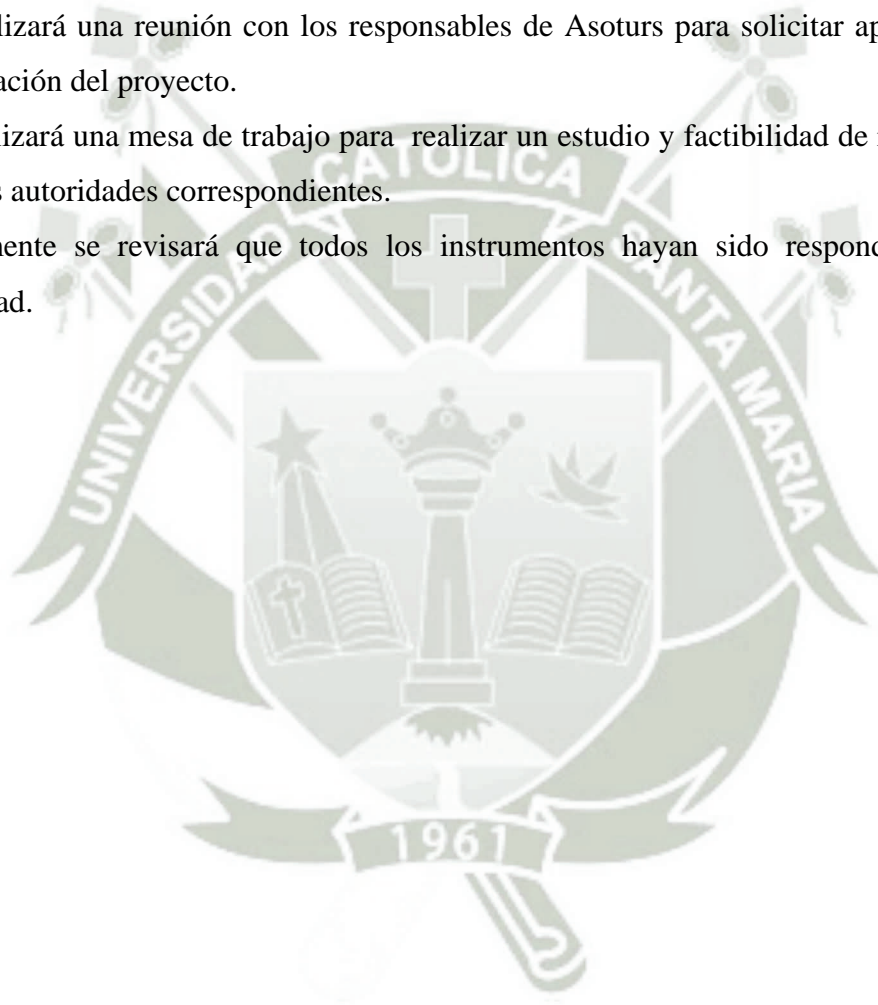 lizará una reunión con los responsables de Asoturs para solicitar ap
ación del proyecto.
lizará una mesa de trabajo para realizar un estudio y factibilidad de
s autoridades correspondientes.
nente se revisará que todos los instrumentos hayan sido respond
ad.
UNIVERSIDAD CATOLICA SANTA MARIA
1961